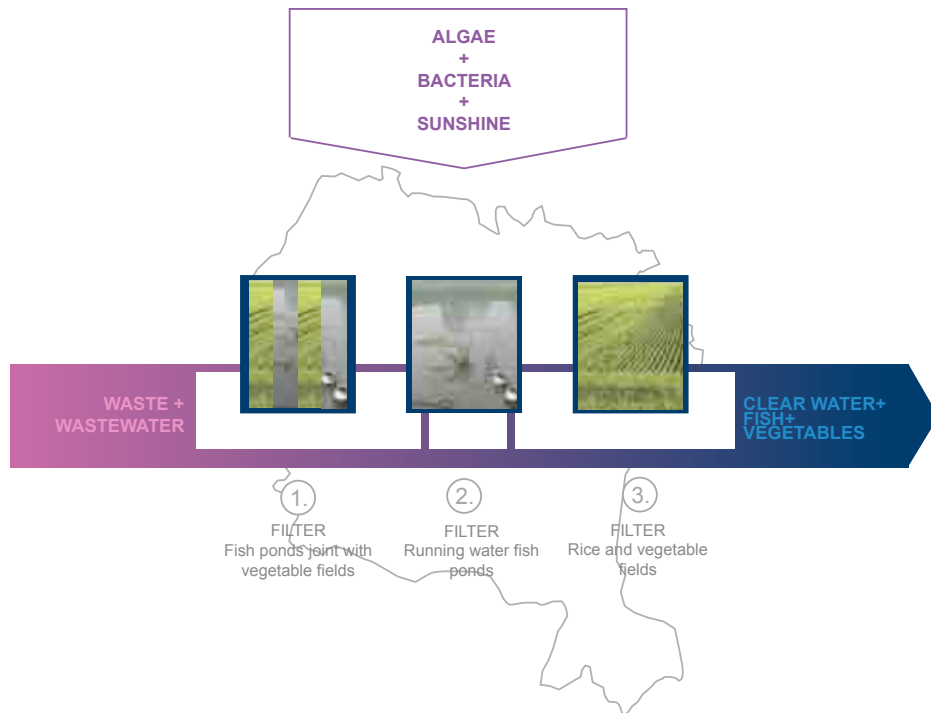 ALGAE
+
BACTERIA
+
SUNSHINE
WASTE +
WASTEWATER
CLEAR WATER+
FISH+
VEGETABLES
1.
FILTER
Fish ponds joint with
vegetable fields
2.
FILTER
Running water fish
ponds
3.
FILTER
Rice and vegetable
fields